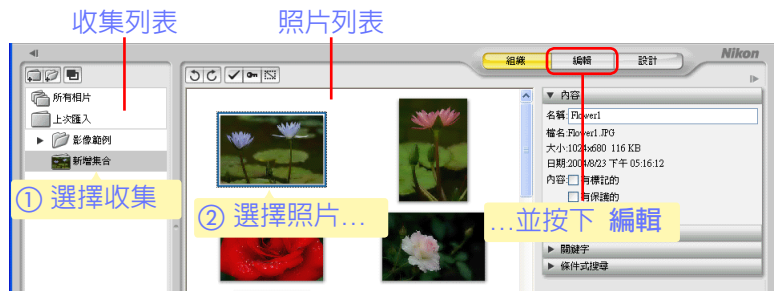 收集列表
照片列表
Nikon
組織
編輯
設計
所有相片
上次匯入
影像範例
新增集合
① 選擇收集
② 選擇照片…
…並按下 編輯
內容
名稱: Flower1
檔名:Flower1.JPG
大小:1024x680 116 KB
日期:2004/8/23 下午 05:16:12
內容: 有標記的
有保護的
關鍵字
條件式搜尋